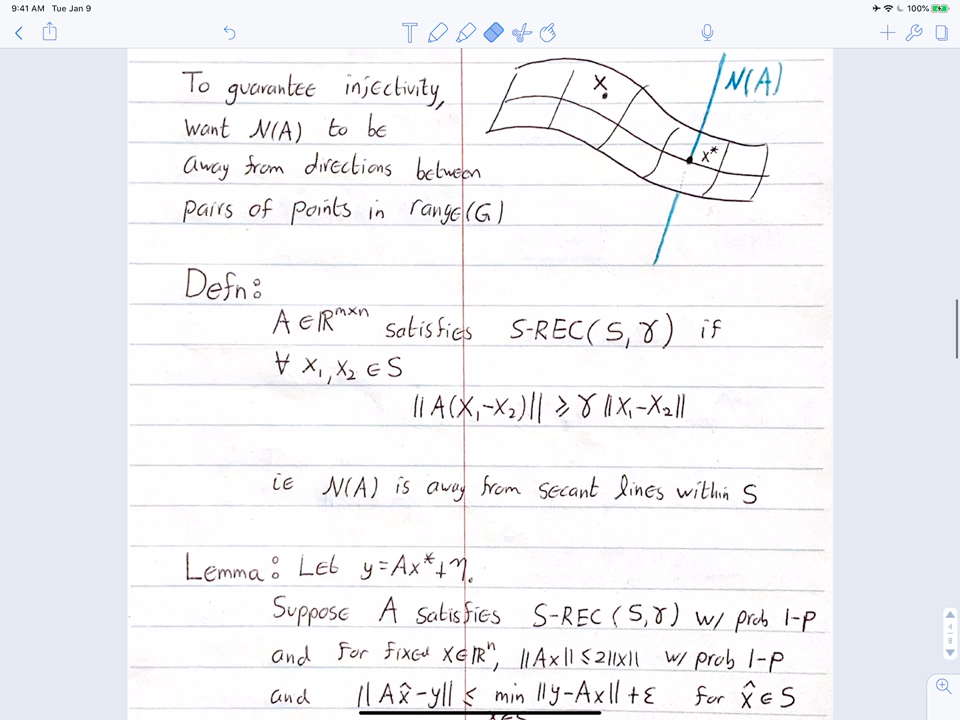 9:41 AM Tue Jan 9
100%
To guarantee injectivity,
want N(A) to be
away from directions between
pairs of points in range(G)
X
N(A)
x*
Defn:
A ∈ ℝ^{m×n} satisfies S-REC(S, γ) if
∀ X₁, X₂ ∈ S
||A(X₁-X₂)|| ⩾ γ ||X₁-X₂||
ie N(A) is away from secant lines within S
Lemma: Let y = Ax* + η.
Suppose A satisfies S-REC(S, γ) w/ prob 1-p
and for fixed X∈ℝⁿ, ||Ax|| ≤ 2||x|| w/ prob 1-p
and ||Ax̂-y|| ≤ min ||y-Ax|| + ε for x̂ ∈ S